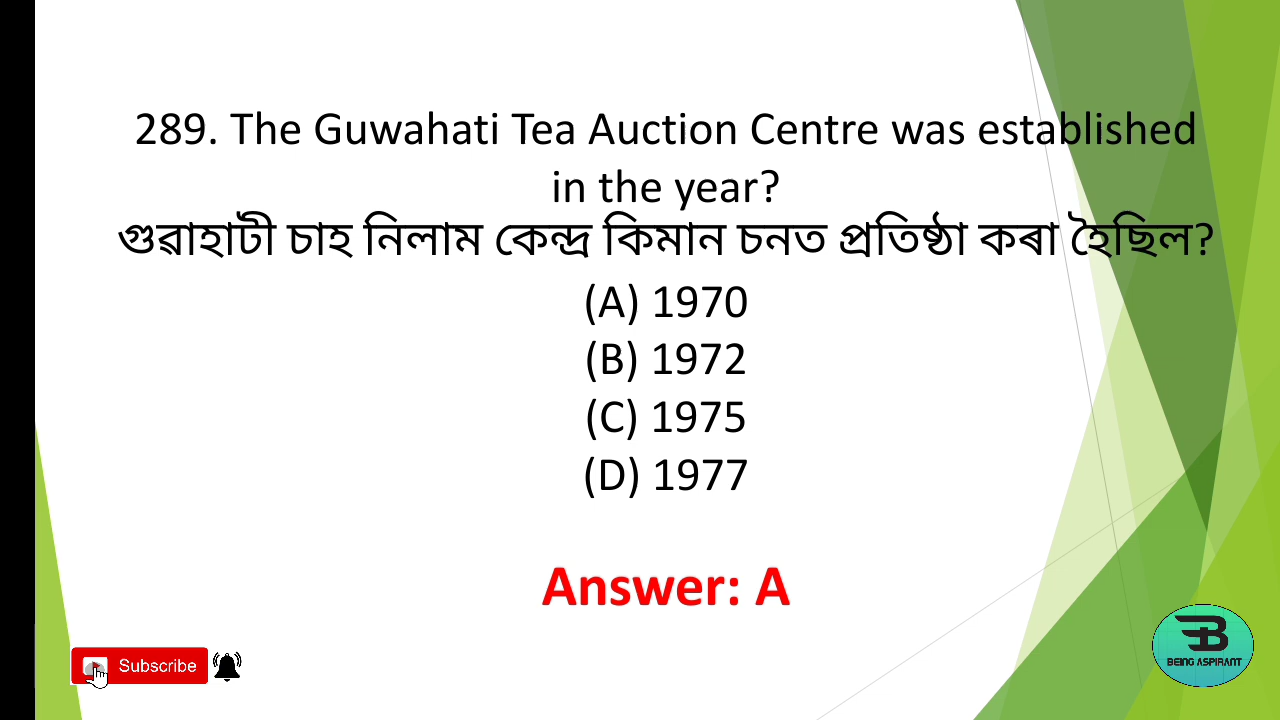 289. The Guwahati Tea Auction Centre was established
in the year?
গুৱাহাটী চাহ নিলাম কেন্দ্ৰ কিমান চনত প্ৰতিষ্ঠা কৰা হৈছিল?
(A) 1970
(B) 1972
(C) 1975
(D) 1977
Answer: A
Subscribe
BEING ASPIRANT